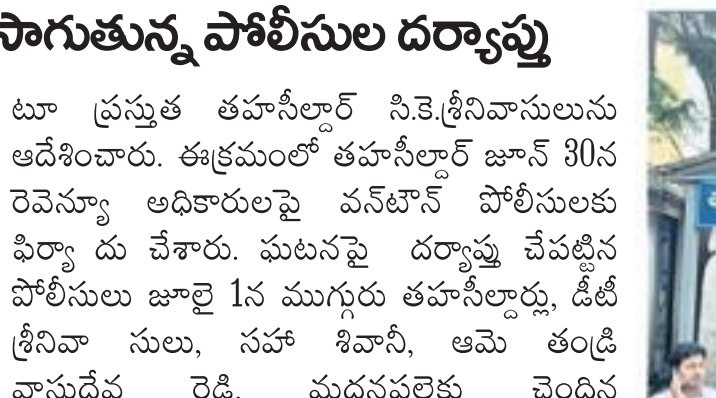 సాగుతున్న పోలీసుల దర్యాప్తు
టూ ప్రస్తుత తహసీల్దార్ సి.కె.శ్రీనివాసులును
ఆదేశించారు. ఈక్రమంలో తహసీల్దార్ జూన్ 30న
రెవెన్యూ అధికారులపై వన్‌టౌన్ పోలీసులకు
ఫిర్యా దు చేశారు. ఘటనపై దర్యాప్తు చేపట్టిన
పోలీసులు జూలై 1న ముగ్గురు తహసీల్దార్లు, డీటీ
శ్రీనివా సులు, సహా శివానీ, ఆమె తండ్రి
వాసుదేవ రెడ్డి, మదనపల్లెకు చెందిన